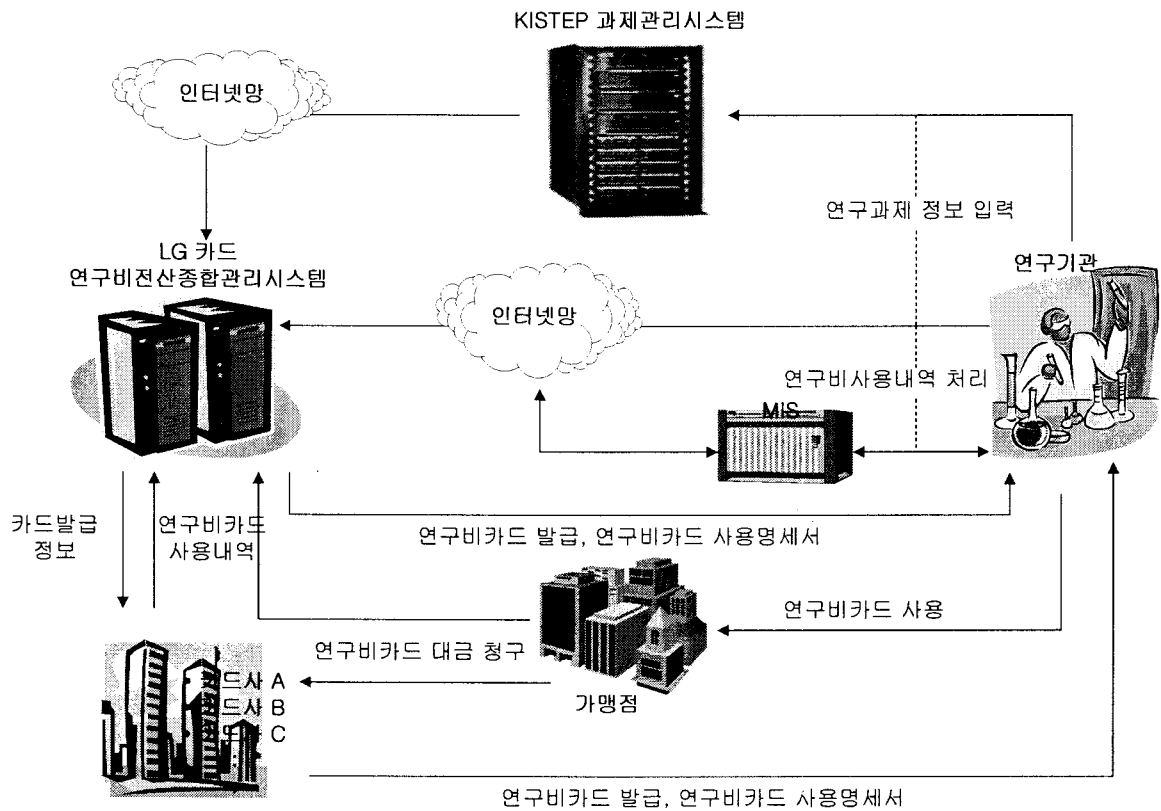 KISTEP 과제관리시스템
인터넷망
연구과제 정보 입력
LG 카드
연구비전산종합관리시스템
연구기관
인터넷망
연구비사용내역 처리
MIS
카드발급
정보
연구비카드
사용내역
연구비카드 발급, 연구비카드 사용명세서
연구비카드 사용
연구비카드 대금 청구
가맹점
드사 A
드사 B
드사 C
연구비카드 발급, 연구비카드 사용명세서